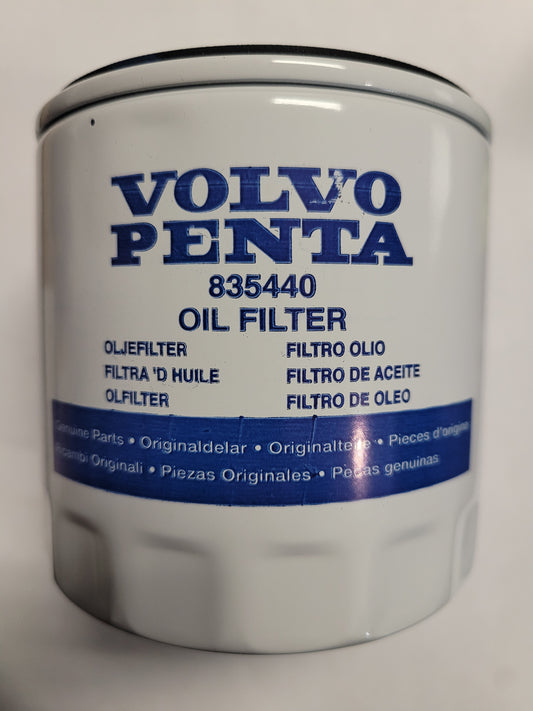 VOLVO
PENTA
835440
OIL FILTER
OLJEFILTER FILTRO OLIO
FILTRA 'D HUILE FILTRO DE ACEITE
OLFILTER FILTRO DE OLEO
Genuine Parts • Originaldelar • Originalteile • Pieces d'origine
Ricambi Originali • Piezas Originales • Peças genuinas